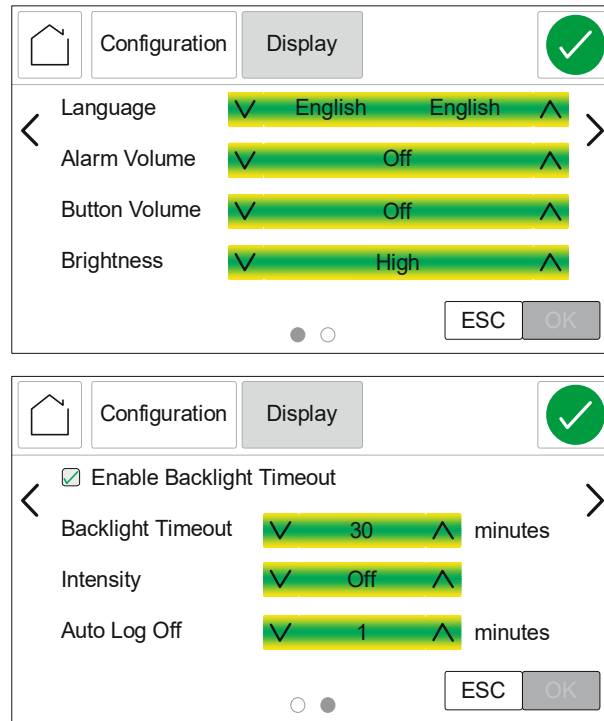 Configuration Display
Language English English
Alarm Volume Off
Button Volume Off
Brightness High
ESC OK
Configuration Display
Enable Backlight Timeout
Backlight Timeout 30 minutes
Intensity Off
Auto Log Off 1 minutes
ESC OK